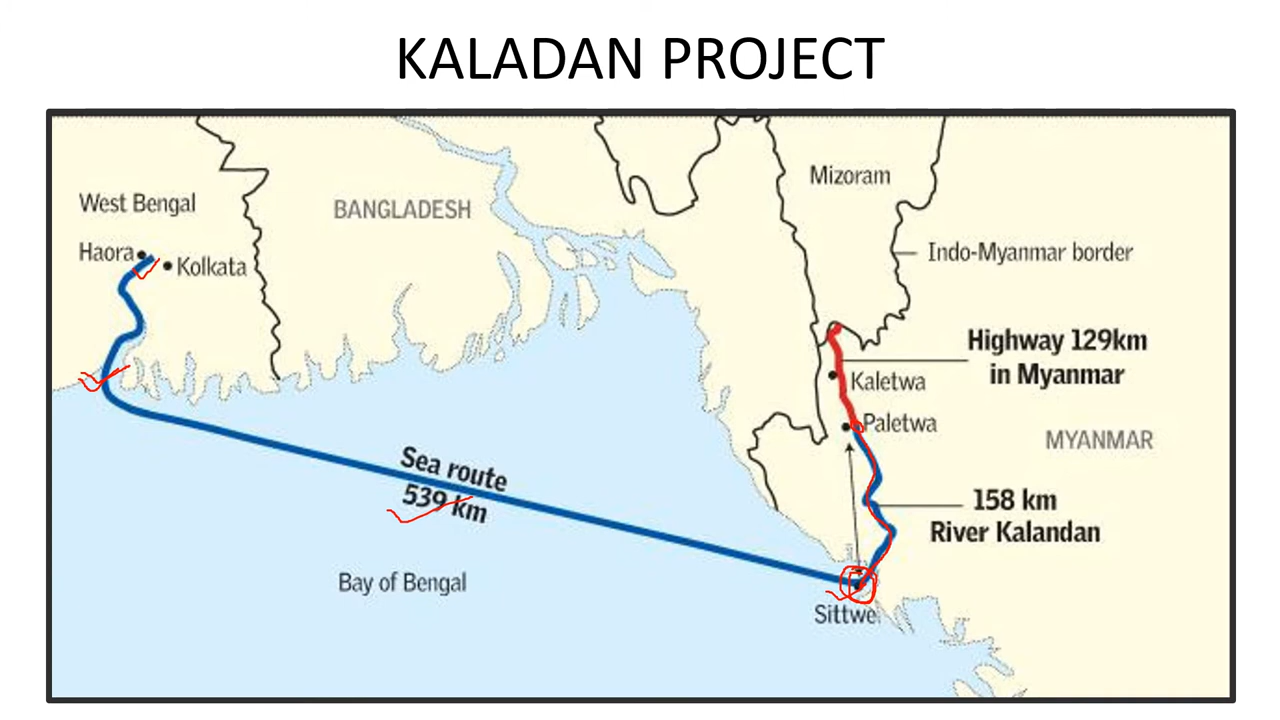 KALADAN PROJECT
Mizoram
West Bengal
BANGLADESH
Haora
Kolkata
Indo-Myanmar border
Highway 129km
in Myanmar
Kaletwa
Paletwa
MYANMAR
Sea route
539 km
158 km
River Kalandan
Bay of Bengal
Sittwe